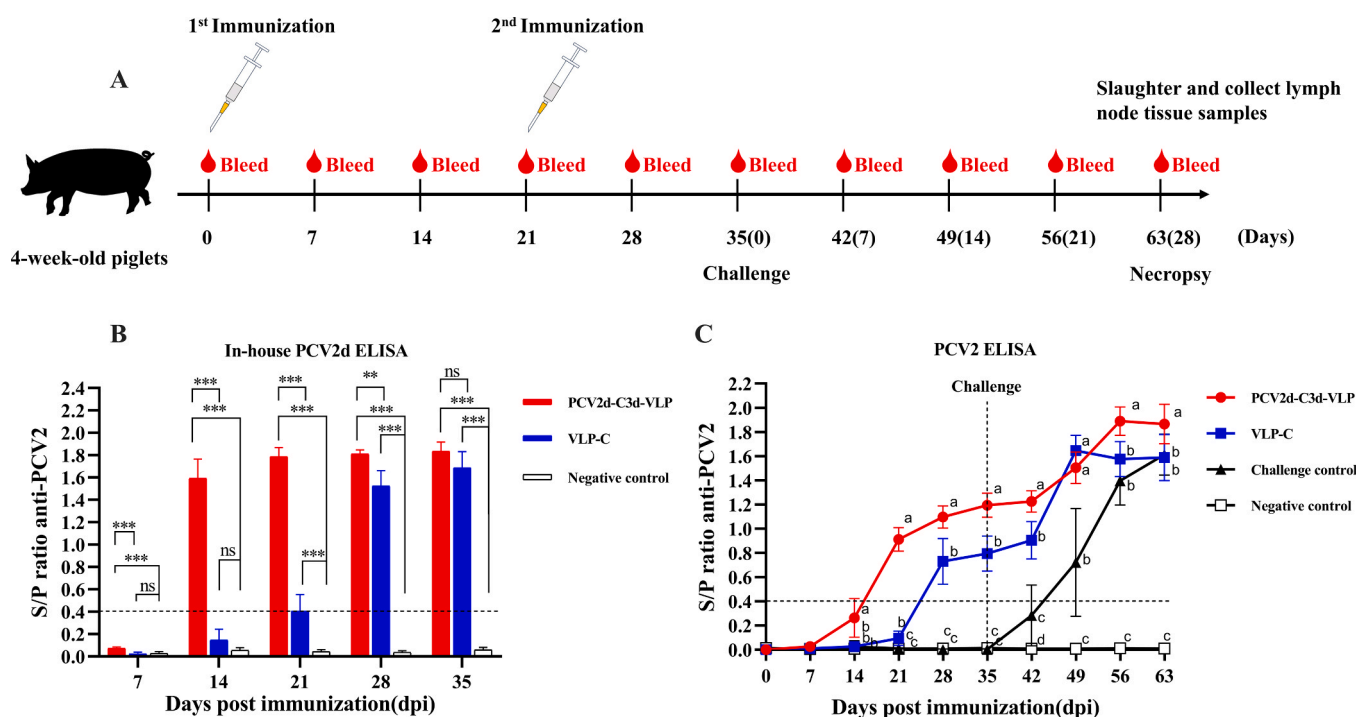 1st Immunization
2nd Immunization
A
Slaughter and collect lymph
node tissue samples
Bleed Bleed Bleed Bleed Bleed Bleed Bleed Bleed Bleed Bleed
0 7 14 21 28 35(0) 42(7) 49(14) 56(21) 63(28) (Days)
4-week-old piglets
Challenge
Necropsy
B
In-house PCV2d ELISA
S/P ratio anti-PCV2
2.4
2.2
2.0
1.8
1.6
1.4
1.2
1.0
0.8
0.6
0.4
0.2
0.0
*** *** ns
*** *** ns
*** *** ***
** *** ***
ns *** ***
7 14 21 28 35
Days post immunization(dpi)
PCV2d-C3d-VLP
VLP-C
Negative control
C
PCV2 ELISA
Challenge
S/P ratio anti-PCV2
2.2
2.0
1.8
1.6
1.4
1.2
1.0
0.8
0.6
0.4
0.2
0.0
a b b b
a b c c
a b c c
a b c c
a b c d
a a b c
a b b c
a b b c
0 7 14 21 28 35 42 49 56 63
Days post immunization(dpi)
PCV2d-C3d-VLP
VLP-C
Challenge control
Negative control